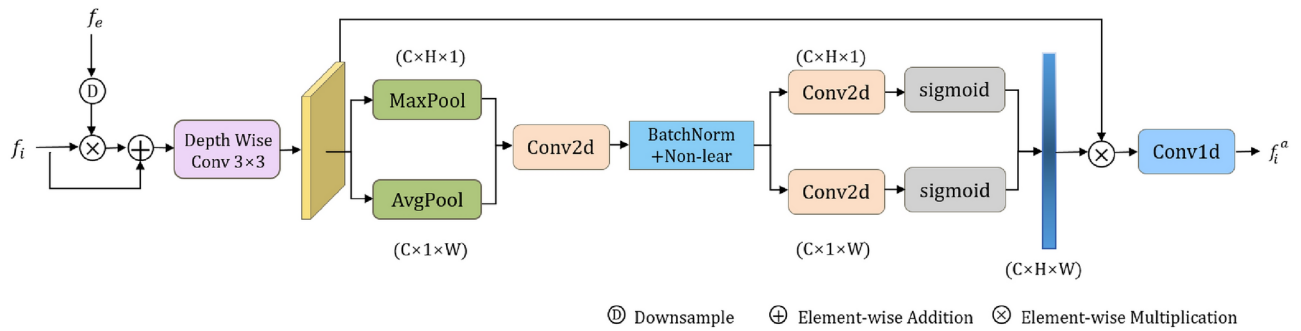 f_e
D
f_i
Depth Wise
Conv 3×3
(C×H×1)
MaxPool
AvgPool
(C×1×W)
Conv2d
BatchNorm
+Non-lear
(C×H×1)
Conv2d
sigmoid
Conv2d
sigmoid
(C×1×W)
(C×H×W)
Conv1d
f_i^a
D Downsample
Element-wise Addition
Element-wise Multiplication